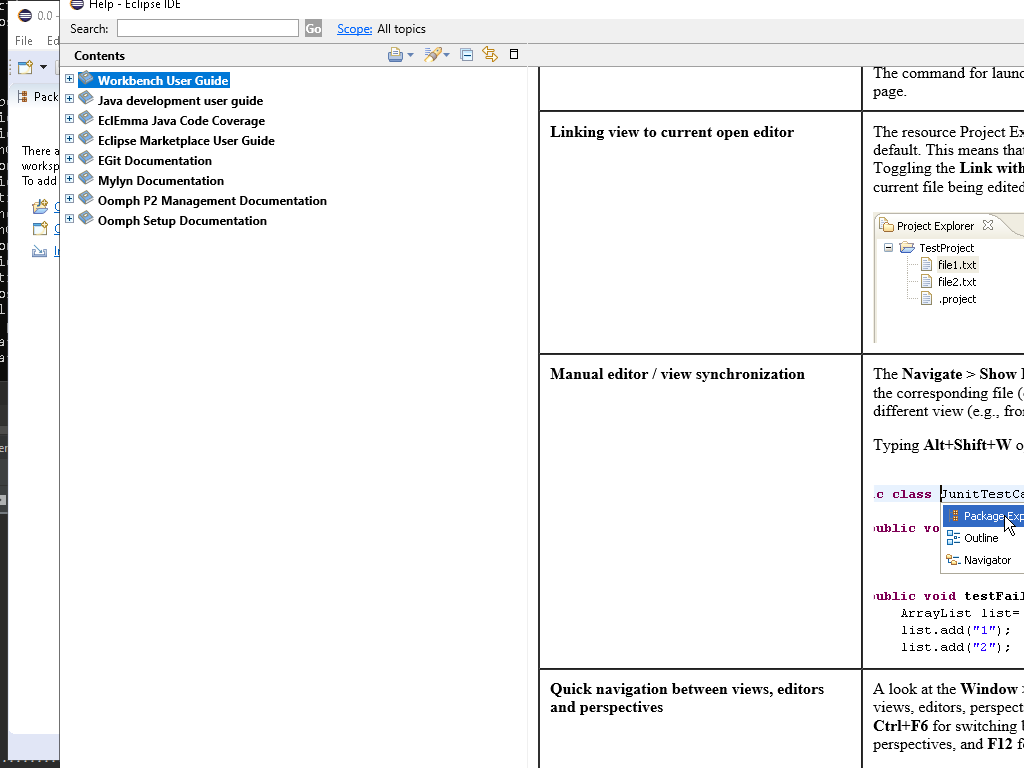 0.0 -
Help - Eclipse IDE
File
Search:
Go
Scope:
All topics
Contents
Workbench User Guide
Java development user guide
EclEmma Java Code Coverage
Eclipse Marketplace User Guide
EGit Documentation
Mylyn Documentation
Oomph P2 Management Documentation
Oomph Setup Documentation
Pack
There a
worksp
To add
The command for launc
page.
Linking view to current open editor
The resource Project Ex
default. This means that
Toggling the Link with
current file being edited
Project Explorer
TestProject
file1.txt
file2.txt
.project
Manual editor / view synchronization
The Navigate > Show I
the corresponding file (
different view (e.g., fro
Typing Alt+Shift+W o
ic class JunitTestCa
Package Exp
public vo
Outline
Navigator
public void testFail
ArrayList list=
list.add("1");
list.add("2");
Quick navigation between views, editors
and perspectives
A look at the Window >
views, editors, perspect
Ctrl+F6 for switching b
perspectives, and F12 f